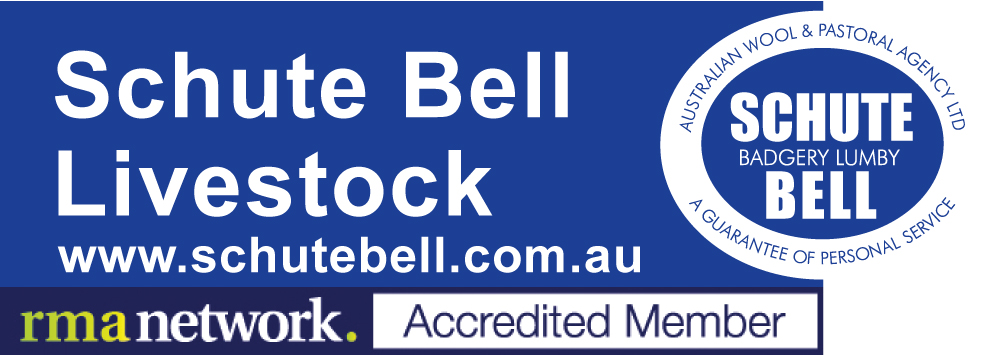 Schute Bell
Livestock
www.schutebell.com.au
AUSTRALIAN WOOL & PASTORAL AGENCY LTD
SCHUTE
BADGERY LUMBY
BELL
A GUARANTEE OF PERSONAL SERVICE
rmanetwork.
Accredited Member